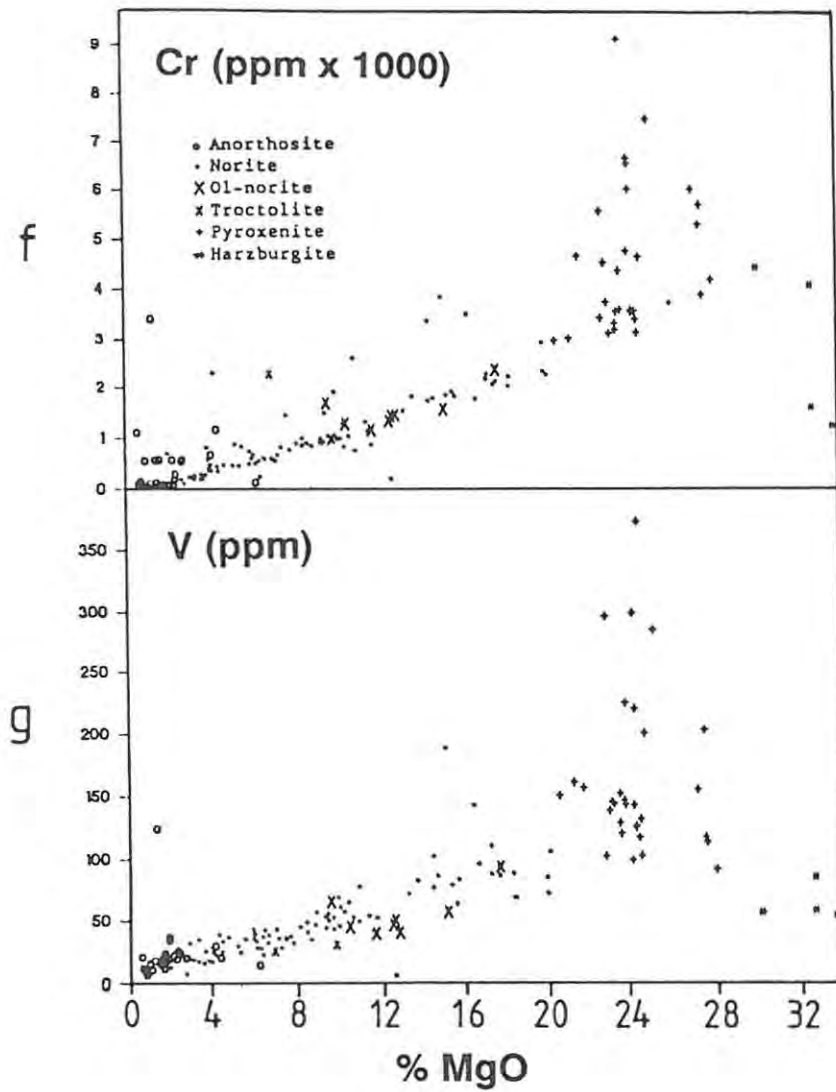 f
Cr (ppm x 1000)
Anorthosite
Norite
Ol-norite
Troctolite
Pyroxenite
Harzburgite
9
8
7
6
5
4
3
2
1
0
g
V (ppm)
350
300
250
200
150
100
50
0
0 4 8 12 16 20 24 28 32
% MgO